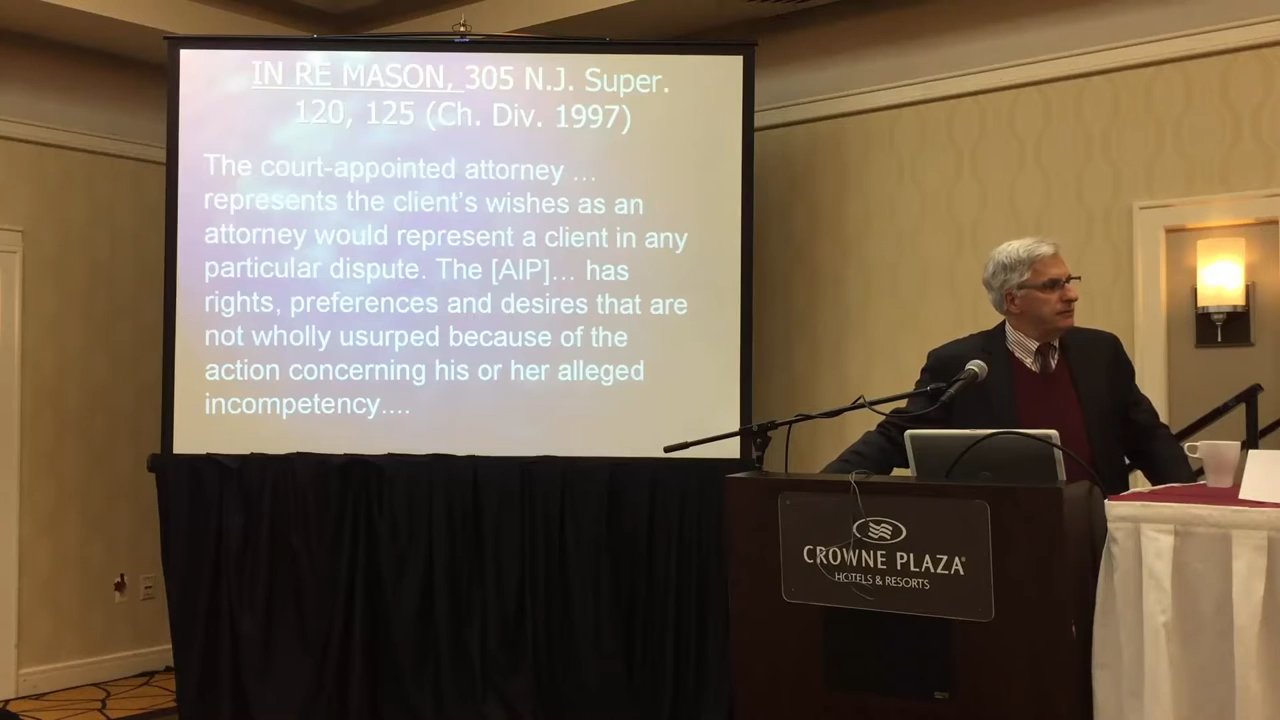 IN RE MASON, 305 N.J. Super.
120, 125 (Ch. Div. 1997)
The court-appointed attorney …
represents the client’s wishes as an
attorney would represent a client in any
particular dispute. The [AIP]… has
rights, preferences and desires that are
not wholly usurped because of the
action concerning his or her alleged
incompetency....
CROWNE PLAZA
HOTELS & RESORTS